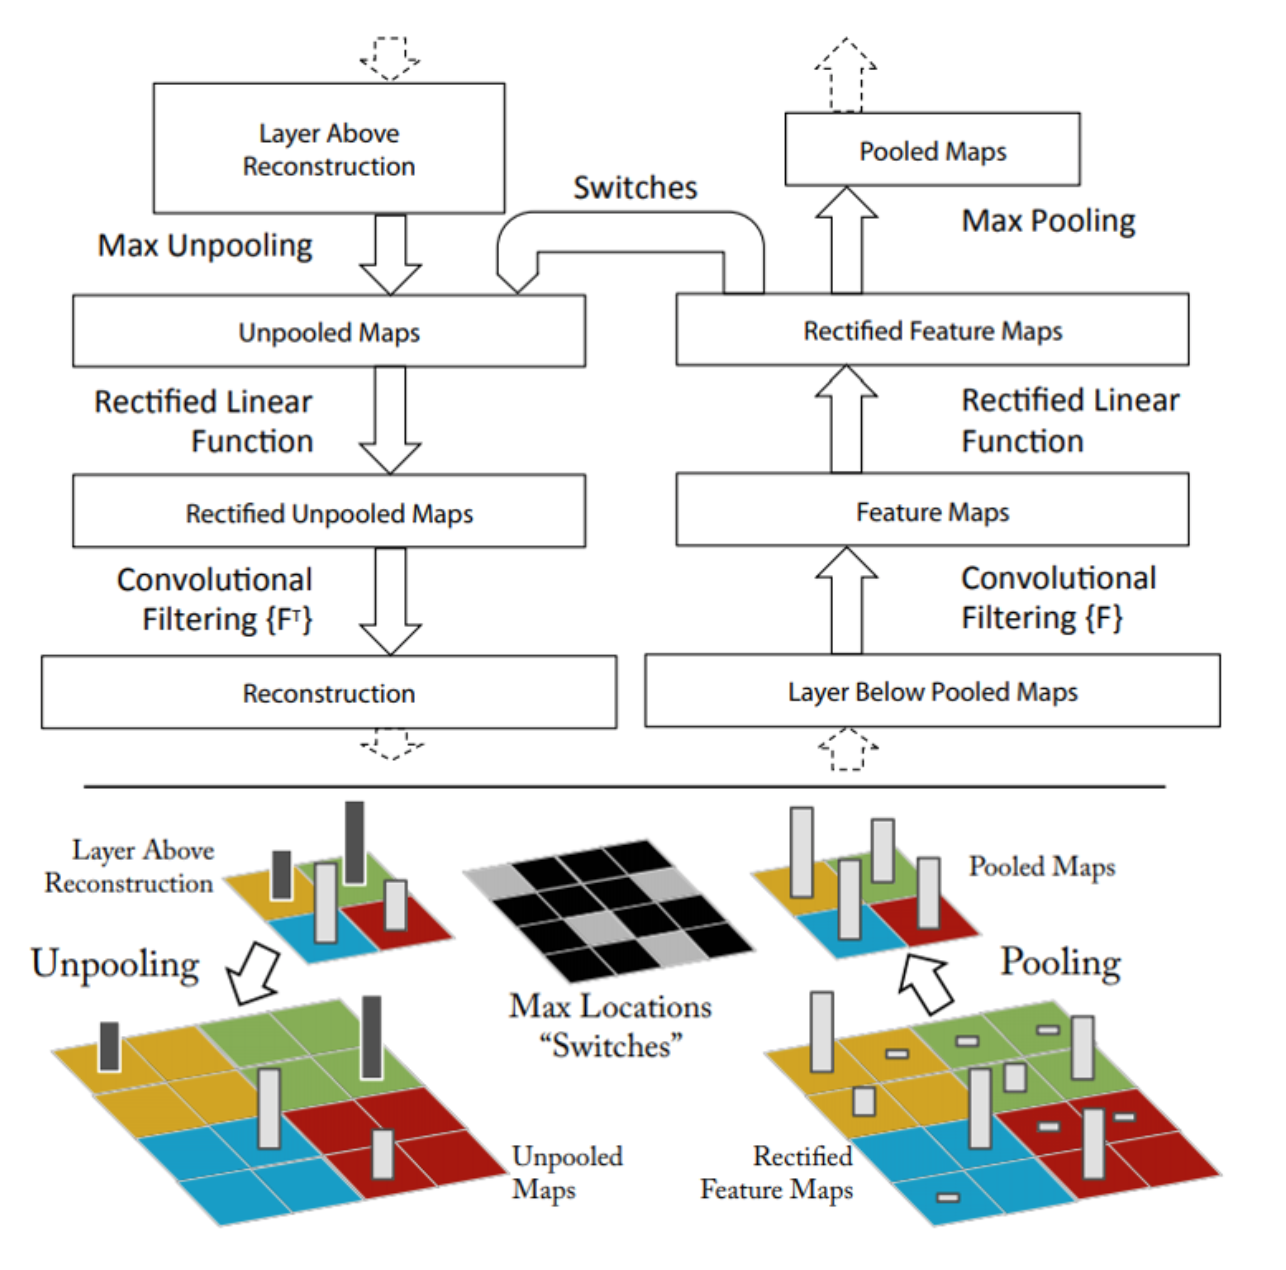 Layer Above
Reconstruction
Switches
Pooled Maps
Max Unpooling
Max Pooling
Unpooled Maps
Rectified Feature Maps
Rectified Linear
Function
Rectified Linear
Function
Rectified Unpooled Maps
Feature Maps
Convolutional
Filtering {Fᵀ}
Convolutional
Filtering {F}
Reconstruction
Layer Below Pooled Maps
Layer Above
Reconstruction
Pooled Maps
Unpooling
Max Locations
“Switches”
Pooling
Unpooled
Maps
Rectified
Feature Maps